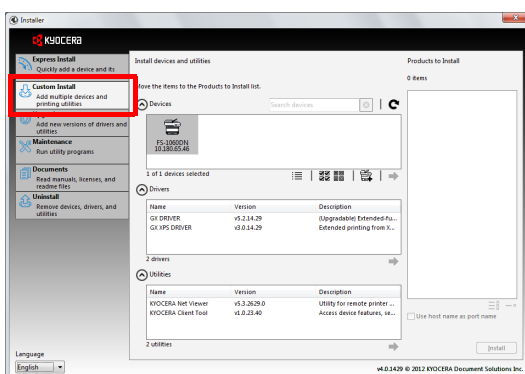 Installer
KYOCERA
Express Install
Quickly add a device and its
Custom Install
Add multiple devices and
printing utilities
Add new versions of drivers and
utilities
Maintenance
Run utility programs
Documents
Read manuals, licenses, and
readme files
Uninstall
Remove devices, drivers, and
utilities
Language
English
Install devices and utilities
Move the items to the Products to Install list.
Devices
Search devices
FS-1060DN
10.180.65.46
1 of 1 devices selected
Drivers
Name Version Description
GX DRIVER v5.2.14.29 (Upgradable) Extended-fu...
GX XPS DRIVER v3.0.14.29 Extended printing from X...
2 drivers
Utilities
Name Version Description
KYOCERA Net Viewer v5.3.2629.0 Utility for remote printer ...
KYOCERA Client Tool v1.0.23.40 Access device features, se...
2 utilities
Products to Install
0 items
Use host name as port name
Install
v4.0.1429 © 2012 KYOCERA Document Solutions Inc.